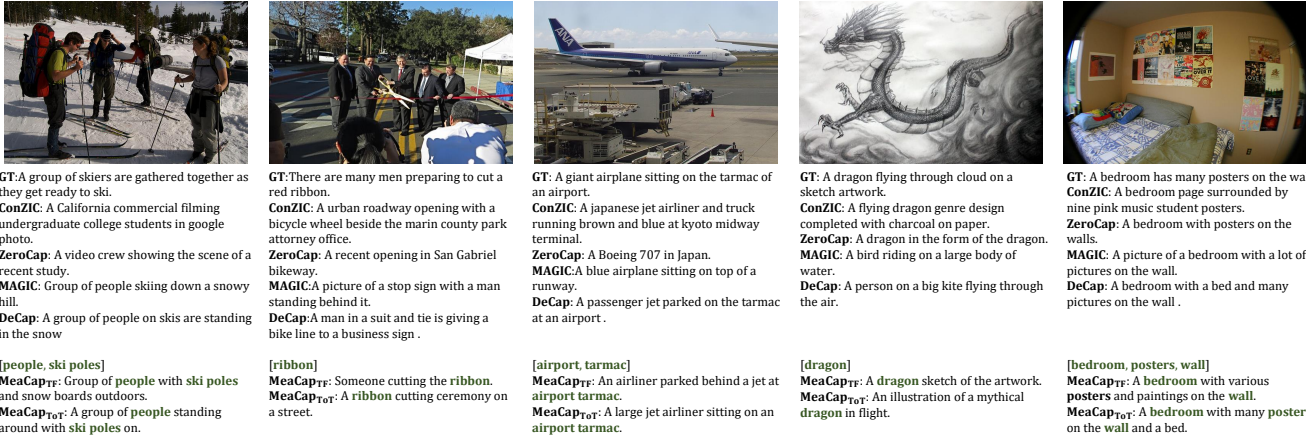 GT:A group of skiers are gathered together as
they get ready to ski.
ConZIC: A California commercial filming
undergraduate college students in google
photo.
ZeroCap: A video crew showing the scene of a
recent study.
MAGIC: Group of people skiing down a snowy
hill.
DeCap: A group of people on skis are standing
in the snow
[people, ski poles]
MeaCapTF: Group of people with ski poles
and snow boards outdoors.
MeaCapToT: A group of people standing
around with ski poles on.
GT:There are many men preparing to cut a
red ribbon.
ConZIC: A urban roadway opening with a
bicycle wheel beside the marin county park
attorney office.
ZeroCap: A recent opening in San Gabriel
bikeway.
MAGIC:A picture of a stop sign with a man
standing behind it.
DeCap:A man in a suit and tie is giving a
bike line to a business sign .
[ribbon]
MeaCapTF: Someone cutting the ribbon.
MeaCapToT: A ribbon cutting ceremony on
a street.
ANA
GT: A giant airplane sitting on the tarmac of
an airport.
ConZIC: A japanese jet airliner and truck
running brown and blue at kyoto midway
terminal.
ZeroCap: A Boeing 707 in Japan.
MAGIC:A blue airplane sitting on top of a
runway.
DeCap: A passenger jet parked on the tarmac
at an airport .
[airport, tarmac]
MeaCapTF: An airliner parked behind a jet at
airport tarmac.
MeaCapToT: A large jet airliner sitting on an
airport tarmac.
GT: A dragon flying through cloud on a
sketch artwork.
ConZIC: A flying dragon genre design
completed with charcoal on paper.
ZeroCap: A dragon in the form of the dragon.
MAGIC: A bird riding on a large body of
water.
DeCap: A person on a big kite flying through
the air.
[dragon]
MeaCapTF: A dragon sketch of the artwork.
MeaCapToT: An illustration of a mythical
dragon in flight.
GT: A bedroom has many posters on the wa
ConZIC: A bedroom page surrounded by
nine pink music student posters.
ZeroCap: A bedroom with posters on the
walls.
MAGIC: A picture of a bedroom with a lot of
pictures on the wall.
DeCap: A bedroom with a bed and many
pictures on the wall .
[bedroom, posters, wall]
MeaCapTF: A bedroom with various
posters and paintings on the wall.
MeaCapToT: A bedroom with many poster
on the wall and a bed.